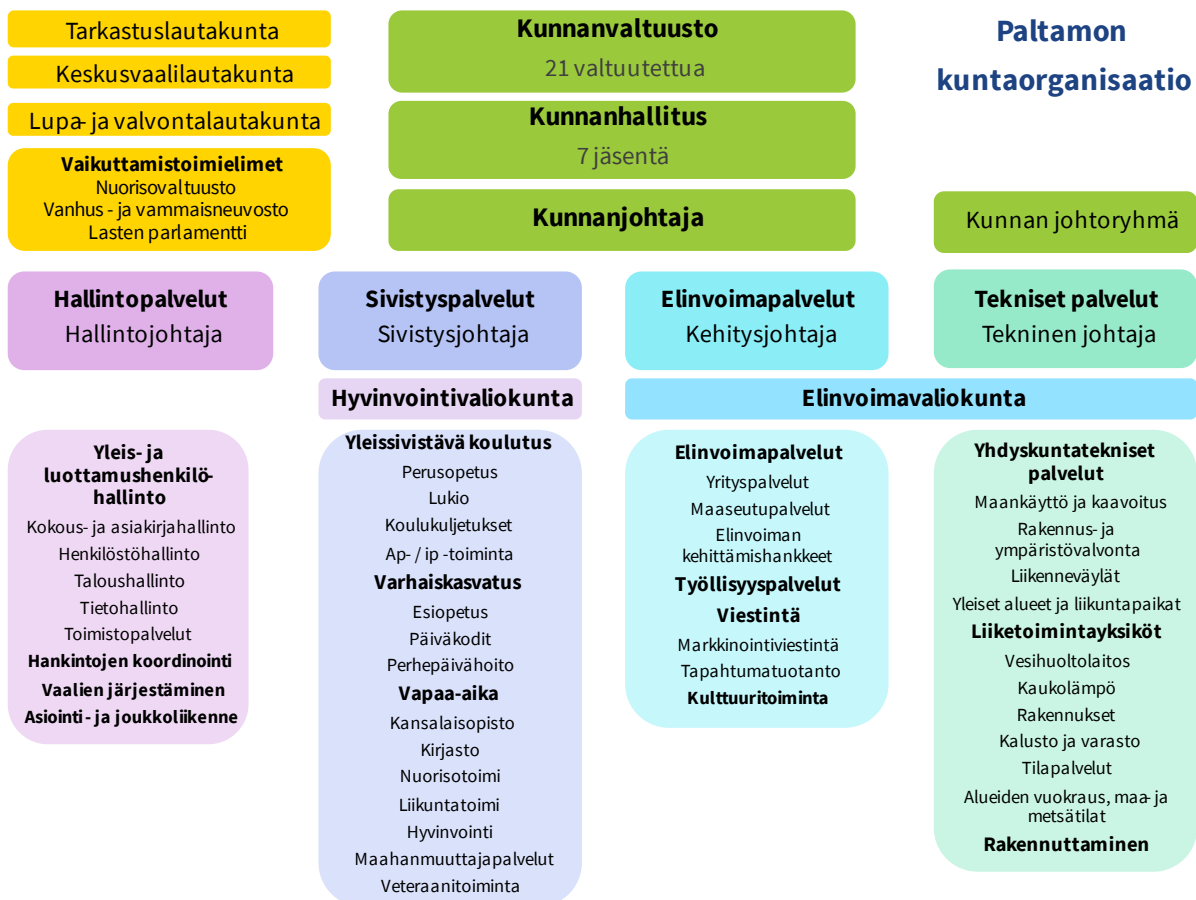 Tarkastuslautakunta
Keskusvaalilautakunta
Lupa- ja valvontalautakunta
Vaikuttamistoimielimet
Nuorisovaltuusto
Vanhus - ja vammaisneuvosto
Lasten parlamentti
Kunnanvaltuusto
21 valtuutettua
Kunnanhallitus
7 jäsentä
Kunnanjohtaja
Paltamon
kuntaorganisaatio
Kunnan johtoryhmä
Hallintopalvelut
Hallintojohtaja
Sivistyspalvelut
Sivistysjohtaja
Elinvoimapalvelut
Kehitysjohtaja
Tekniset palvelut
Tekninen johtaja
Hyvinvointivaliokunta
Elinvoimavaliokunta
Yleis- ja
luottamushenkilö-
hallinto
Kokous- ja asiakirjahallinto
Henkilöstöhallinto
Taloushallinto
Tietohallinto
Toimistopalvelut
Hankintojen koordinointi
Vaalien järjestäminen
Asiointi - ja joukkoliikenne
Yleissivistävä koulutus
Perusopetus
Lukio
Koulukuljetukset
Ap- / ip -toiminta
Varhaiskasvatus
Esiopetus
Päiväkodit
Perhepäivähoito
Vapaa-aika
Kansalaisopisto
Kirjasto
Nuorisotoimi
Liikuntatoimi
Hyvinvointi
Maahanmuuttajapalvelut
Veteraanitoiminta
Elinvoimapalvelut
Yrityspalvelut
Maaseutupalvelut
Elinvoiman
kehittämishankkeet
Työllisyyspalvelut
Viestintä
Markkinointiviestintä
Tapahtumatuotanto
Kulttuuritoiminta
Yhdyskuntatekniset
palvelut
Maankäyttö ja kaavoitus
Rakennus- ja
ympäristövalvonta
Liikenneväylät
Yleiset alueet ja liikuntapaikat
Liiketoimintayksiköt
Vesihuoltolaitos
Kaukolämpö
Rakennukset
Kalusto ja varasto
Tilapalvelut
Alueiden vuokraus, maa- ja
metsätilat
Rakennuttaminen